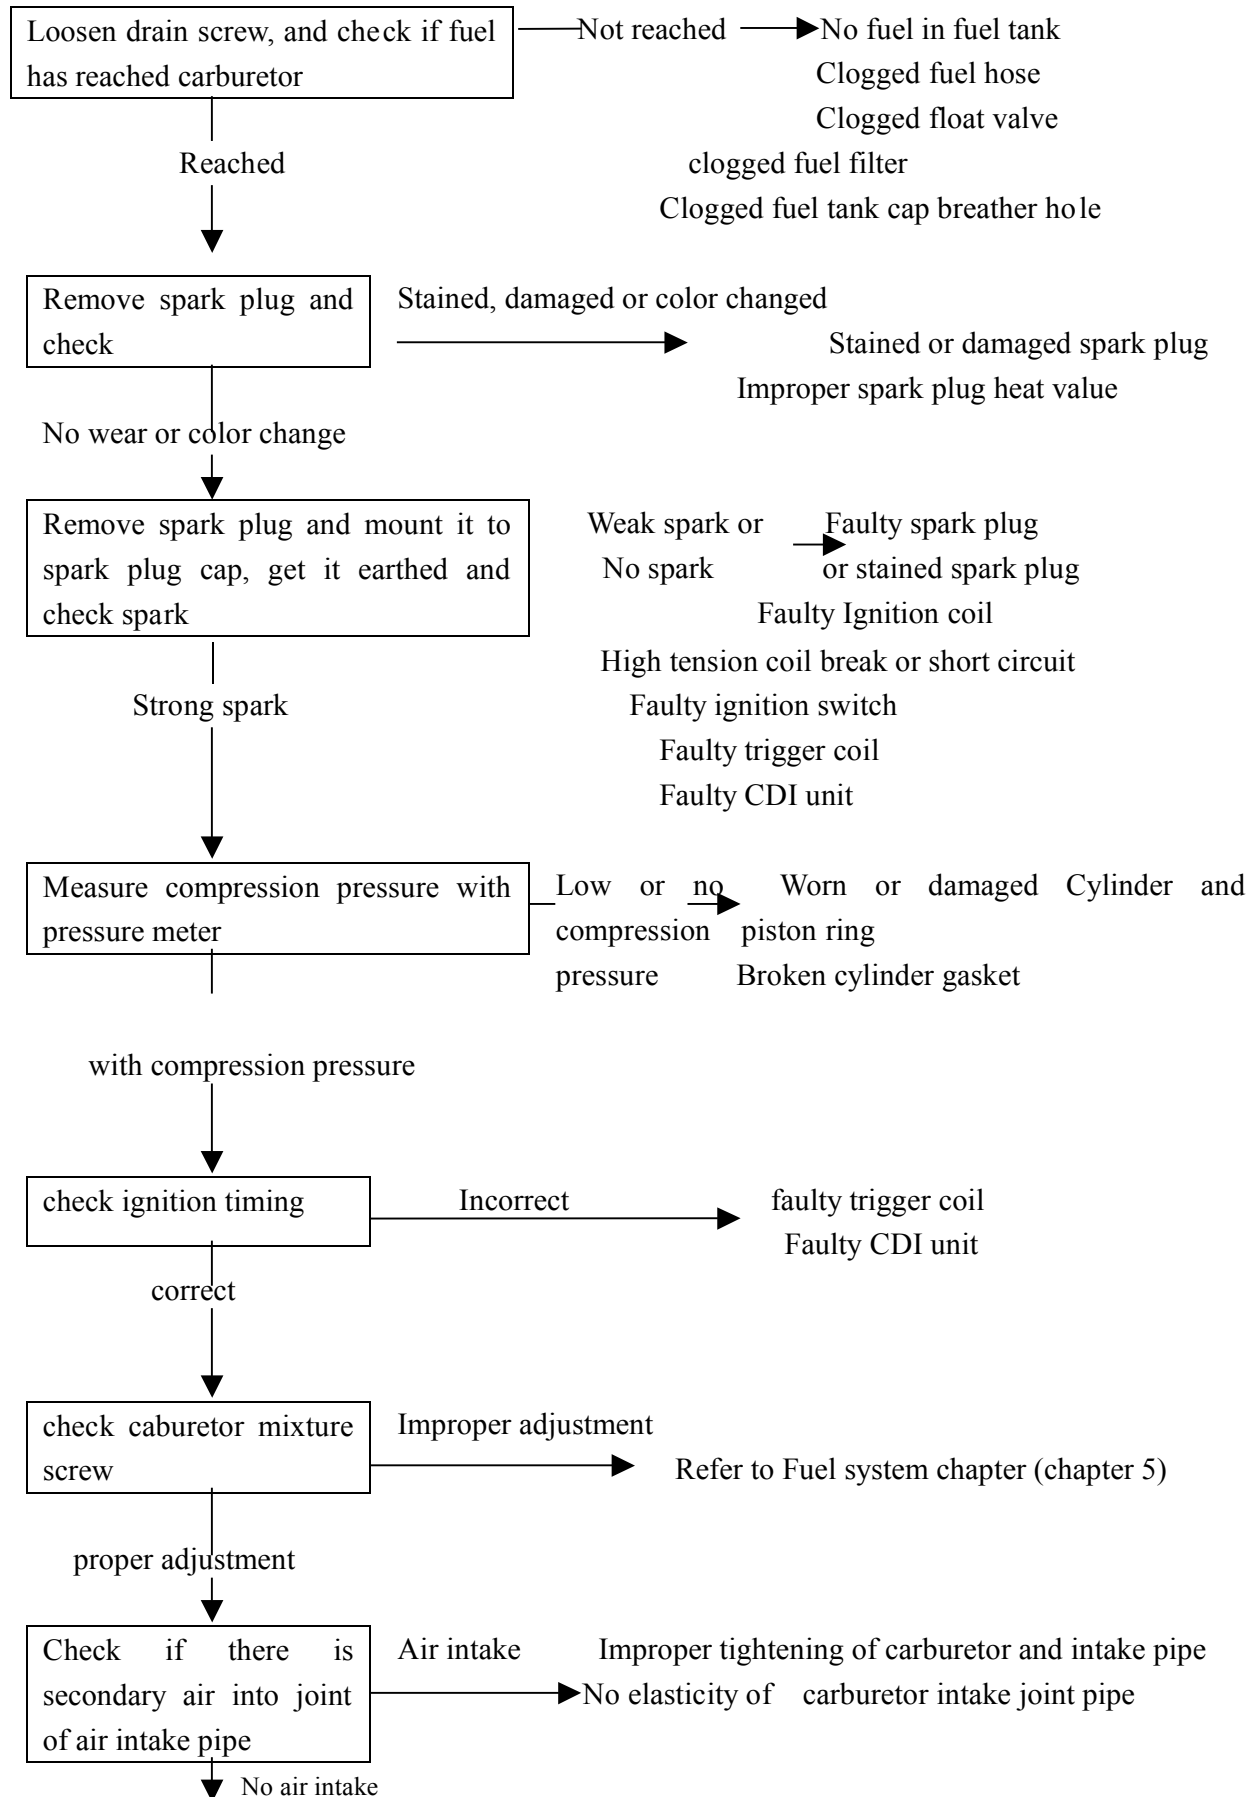 Loosen drain screw, and check if fuel
has reached carburetor
Not reached
No fuel in fuel tank
Clogged fuel hose
Clogged float valve
clogged fuel filter
Clogged fuel tank cap breather hole
Reached
Remove spark plug and
check
Stained, damaged or color changed
Stained or damaged spark plug
Improper spark plug heat value
No wear or color change
Remove spark plug and mount it to
spark plug cap, get it earthed and
check spark
Weak spark or
No spark
Faulty spark plug
or stained spark plug
Faulty Ignition coil
High tension coil break or short circuit
Faulty ignition switch
Faulty trigger coil
Faulty CDI unit
Strong spark
Measure compression pressure with
pressure meter
Low or no
compression
pressure
Worn or damaged Cylinder and
piston ring
Broken cylinder gasket
with compression pressure
check ignition timing
Incorrect
faulty trigger coil
Faulty CDI unit
correct
check caburetor mixture
screw
Improper adjustment
Refer to Fuel system chapter (chapter 5)
proper adjustment
Check if there is
secondary air into joint
of air intake pipe
Air intake
Improper tightening of carburetor and intake pipe
No elasticity of carburetor intake joint pipe
No air intake